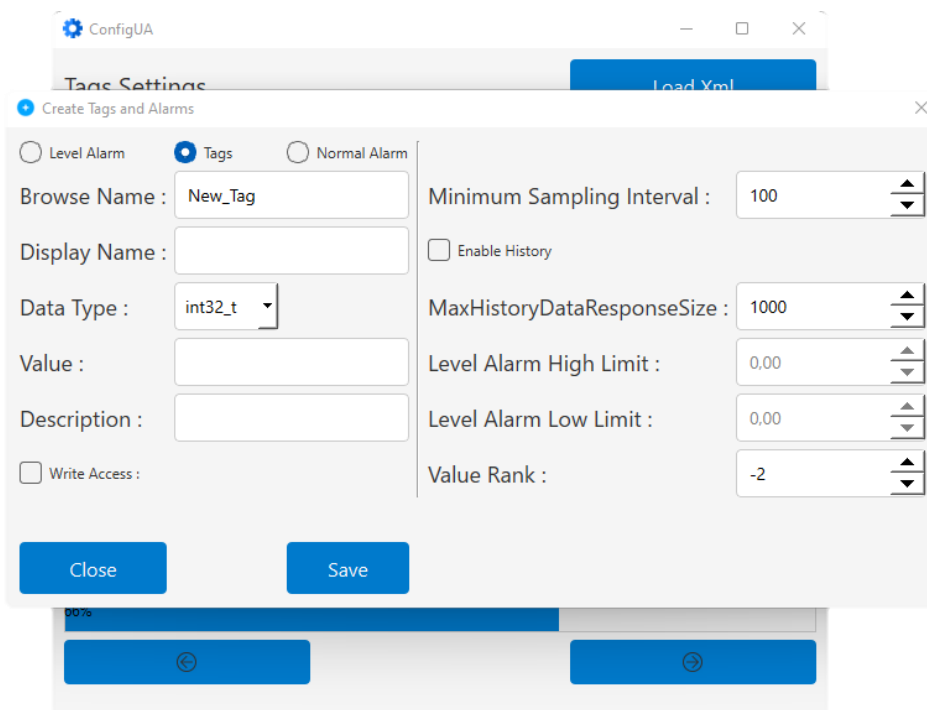 ConfigUA
Tags Settings
Load Xml
Create Tags and Alarms
Level Alarm
Tags
Normal Alarm
Browse Name :
New_Tag
Minimum Sampling Interval :
100
Display Name :
Enable History
Data Type :
int32_t
MaxHistoryDataResponseSize :
1000
Value :
Level Alarm High Limit :
0,00
Description :
Level Alarm Low Limit :
0,00
Write Access :
Value Rank :
-2
Close
Save
66%